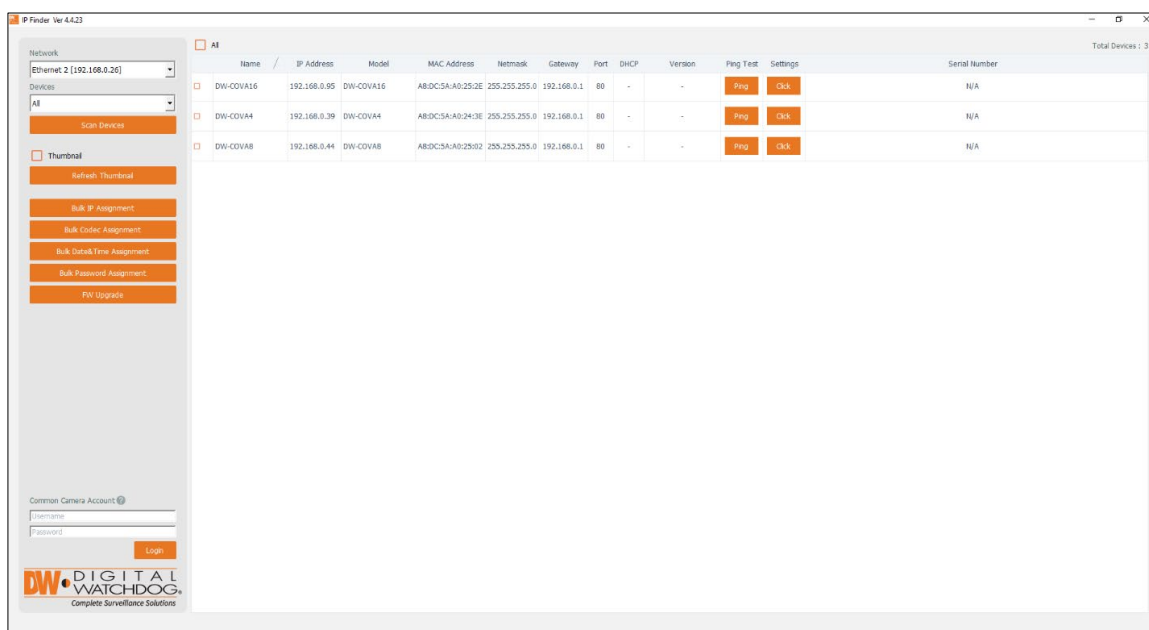 IP Finder Ver 4.4.23
Network
Ethernet 2 [192.168.0.26]
Devices
All
Scan Devices
Thumbnail
Refresh Thumbnail
Bulk IP Assignment
Bulk Codec Assignment
Bulk Data&Time Assignment
Bulk Password Assignment
FW Upgrade
Common Camera Account ?
Username
Password
Login
DW DIGITAL
WATCHDOG®
Complete Surveillance Solutions
All Total Devices : 3
Name / IP Address Model MAC Address Netmask Gateway Port DHCP Version Ping Test Settings Serial Number
DW-COVA16 192.168.0.95 DW-COVA16 A8:DC:5A:A0:25:2E 255.255.255.0 192.168.0.1 80 - - Ping Click N/A
DW-COVA4 192.168.0.39 DW-COVA4 A8:DC:5A:A0:24:3E 255.255.255.0 192.168.0.1 80 - - Ping Click N/A
DW-COVA8 192.168.0.44 DW-COVA8 A8:DC:5A:A0:25:02 255.255.255.0 192.168.0.1 80 - - Ping Click N/A